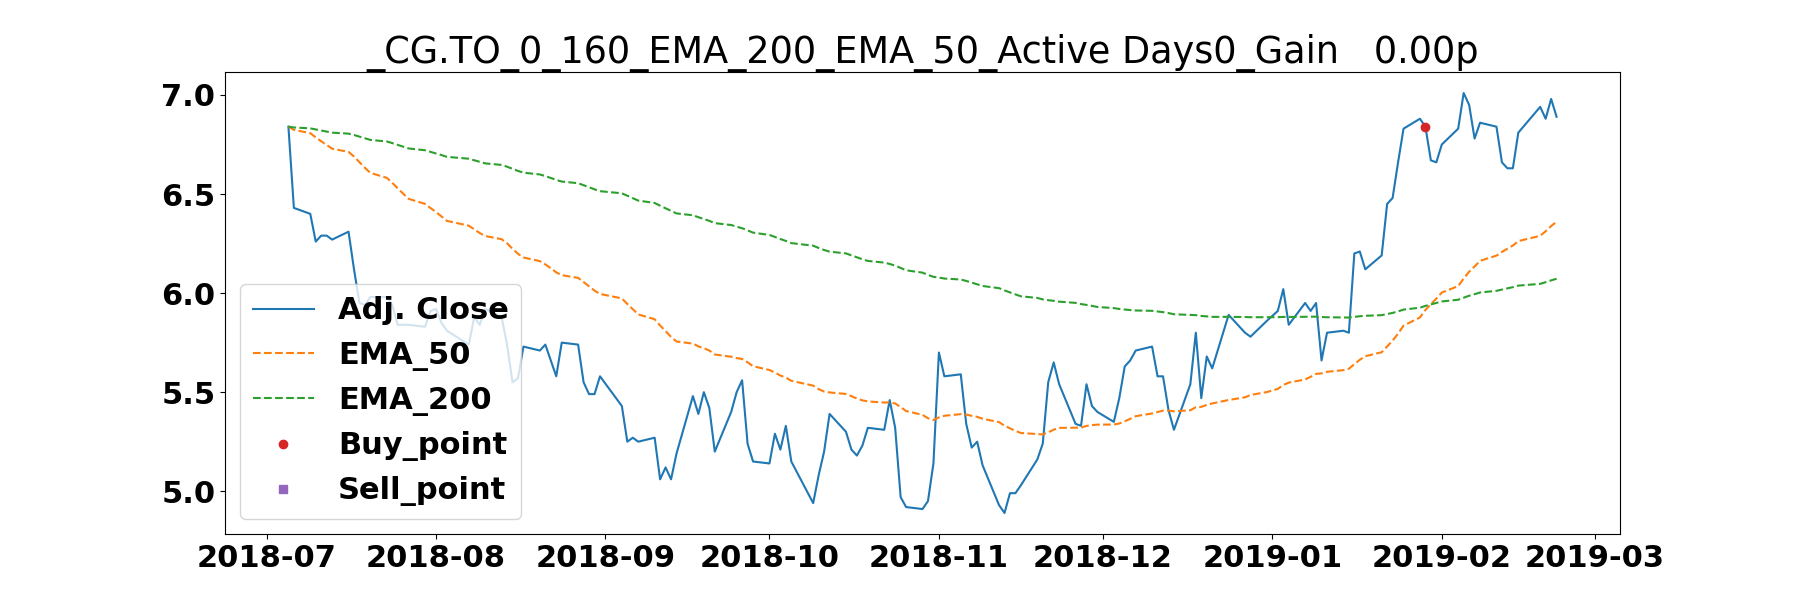 _CG.TO_0_160_EMA_200_EMA_50_Active Days0_Gain   0.00p
7.0
6.5
6.0
5.5
5.0
Adj. Close
EMA_50
EMA_200
Buy_point
Sell_point
2018-07 2018-08 2018-09 2018-10 2018-11 2018-12 2019-01 2019-02 2019-03